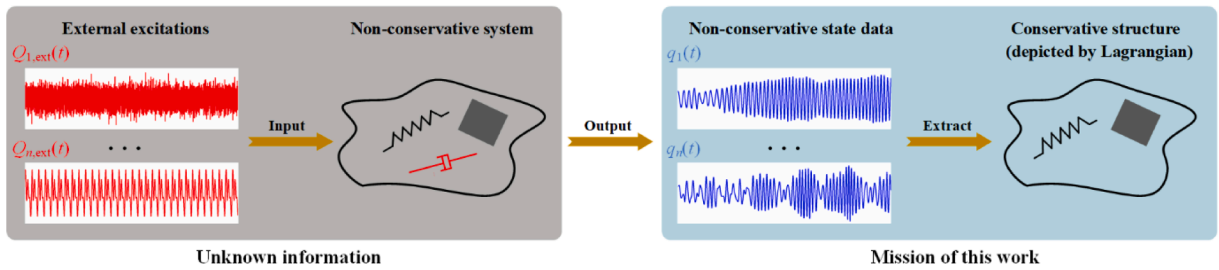 External excitations
Q1,ext(t)
...
Qn,ext(t)
Input
Non-conservative system
Output
Non-conservative state data
q1(t)
...
qn(t)
Extract
Conservative structure
(depicted by Lagrangian)
Unknown information
Mission of this work